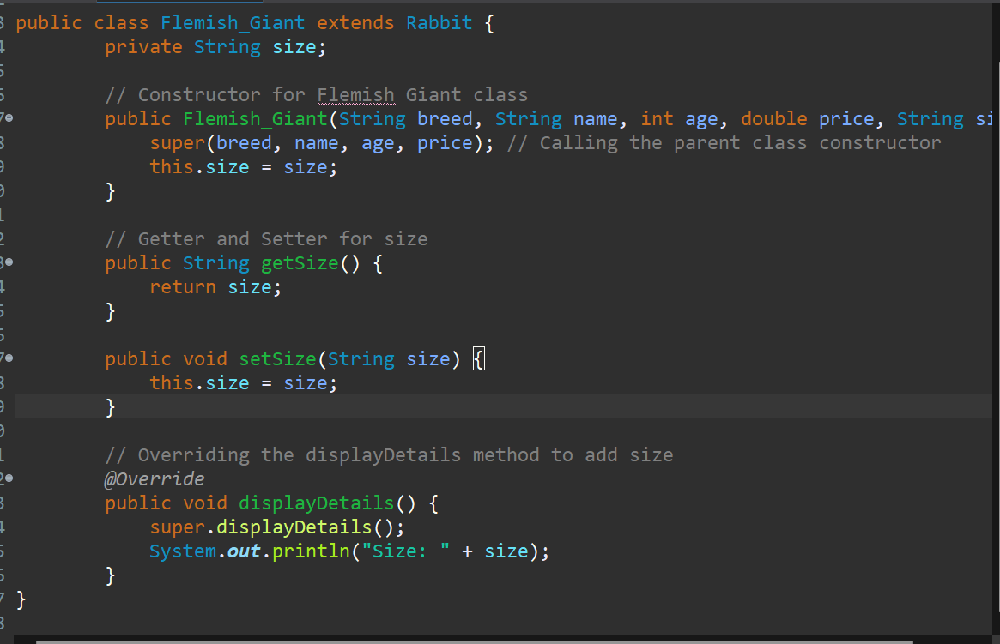 public class Flemish_Giant extends Rabbit {
private String size;
// Constructor for Flemish Giant class
public Flemish_Giant(String breed, String name, int age, double price, String
super(breed, name, age, price); // Calling the parent class constructor
this.size = size;
}
// Getter and Setter for size
public String getSize() {
return size;
}
public void setSize(String size) {
this.size = size;
}
// Overriding the displayDetails method to add size
@Override
public void displayDetails() {
super.displayDetails();
System.out.println("Size: " + size);
}
}